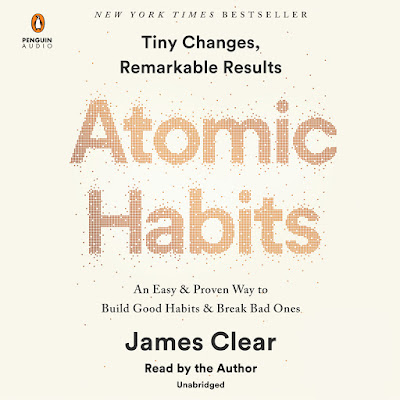 NEW YORK TIMES BESTSELLER
PENGUIN
AUDIO
Tiny Changes,
Remarkable Results
Atomic
Habits
An Easy & Proven Way to
Build Good Habits & Break Bad Ones
James Clear
Read by the Author
Unabridged